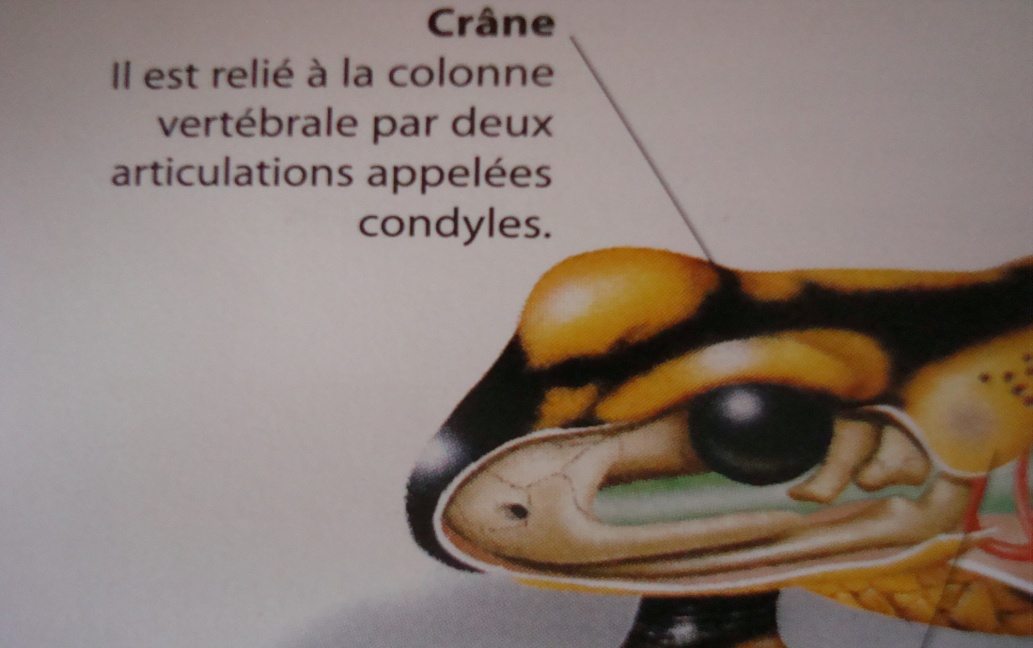 Crâne
Il est relié à la colonne
vertébrale par deux
articulations appelées
condyles.